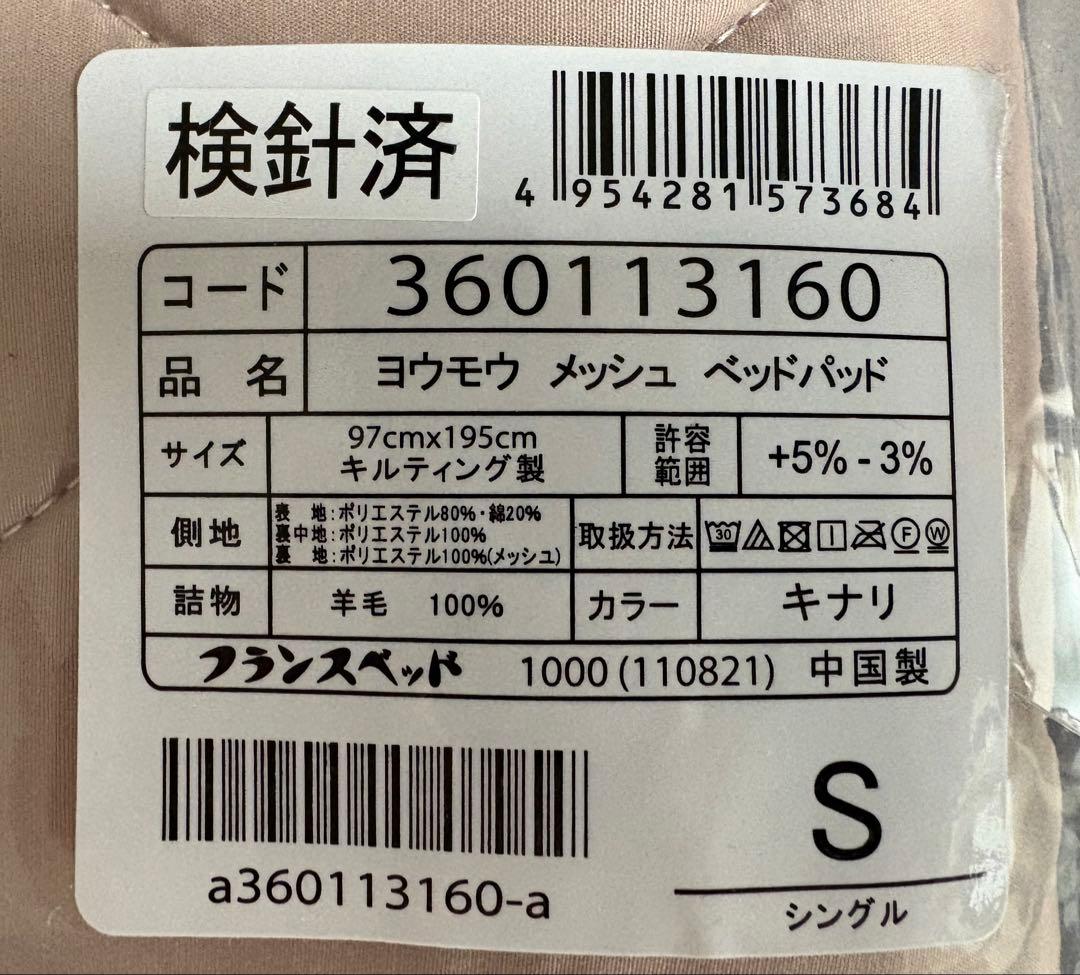 検針済
4 954281 573684
コード 360113160
品 名 ヨウモウ メッシュ ベッドパッド
サイズ 97cmx195cm キルティング製 許容範囲 +5% - 3%
側地
表 地:ポリエステル80%・綿20%
裏中地:ポリエステル100%
裏 地:ポリエステル100%(メッシュ)
取扱方法 30 F W
詰物 羊毛 100% カラー キナリ
フランスベッド 1000 (110821) 中国製
a360113160-a
S
シングル